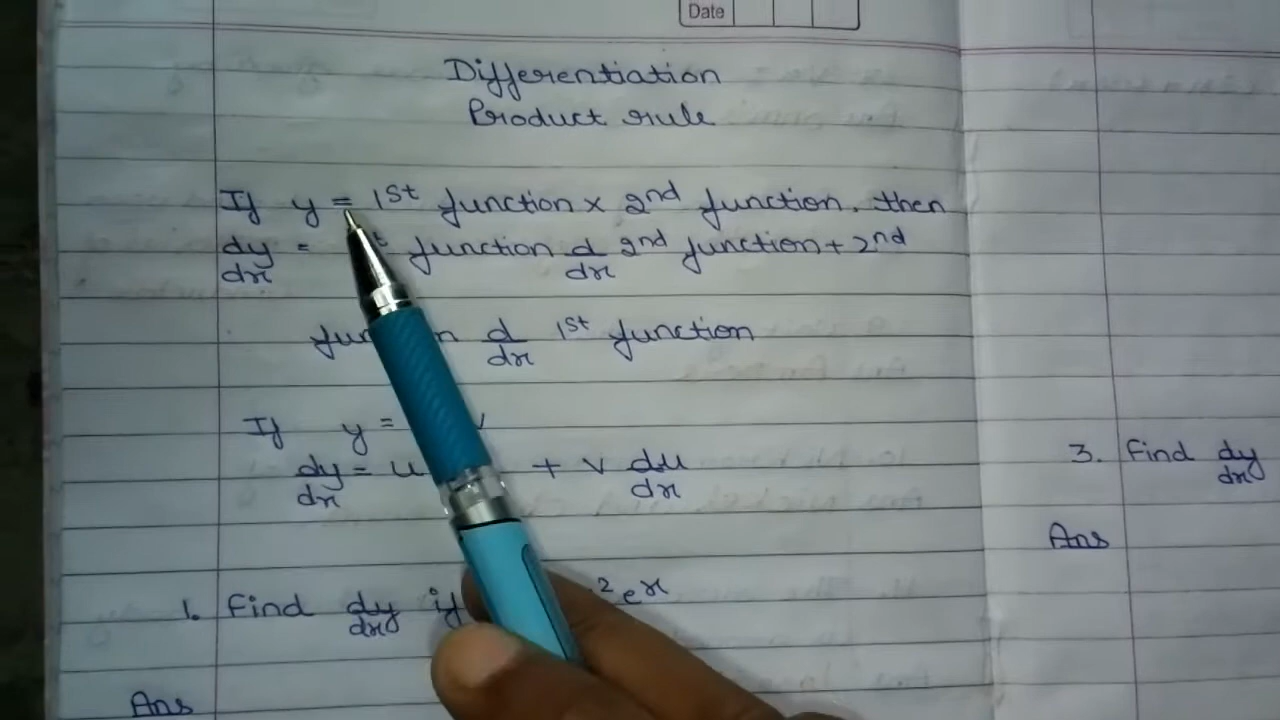 Date
Differentiation
Product rule
If y = 1st function x 2nd function, then
dy/dx = function d/dx 2nd function + 2nd
d/dx 1st function
If y = v
dy/dx = u + v du/dx
1. Find dy/dx if ²eˣ
Ans
3. Find dy/dx
Ans